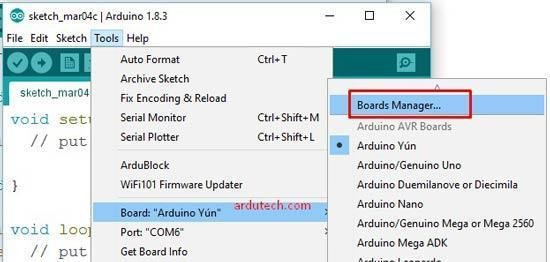 sketch_mar04c | Arduino 1.8.3
File Edit Sketch Tools Help
sketch_mar04
void setu
// put
}
void loop
// put
Auto Format Ctrl+T
Archive Sketch
Fix Encoding & Reload
Serial Monitor Ctrl+Shift+M
Serial Plotter Ctrl+Shift+L
ArduBlock
WiFi101 Firmware Updater
Board: "Arduino Yún"
ardutech.com
Port: "COM6"
Get Board Info
Boards Manager...
Arduino AVR Boards
Arduino Yún
Arduino/Genuino Uno
Arduino Duemilanove or Diecimila
Arduino Nano
Arduino/Genuino Mega or Mega 2560
Arduino Mega ADK
Arduino Leonardo